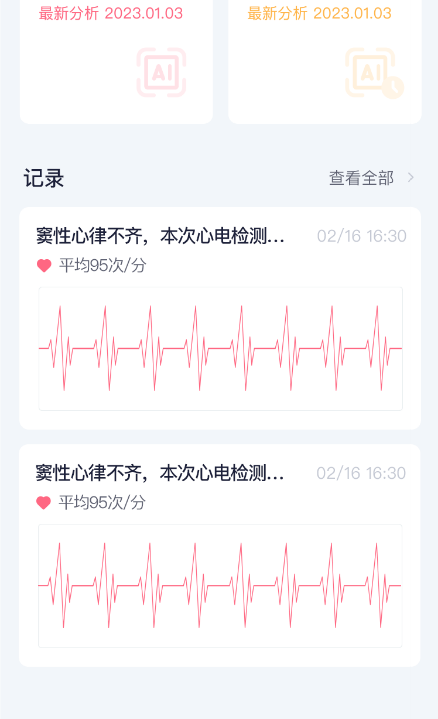 最新分析 2023.01.03
最新分析 2023.01.03
AI
AI
记录
查看全部
窦性心律不齐，本次心电检测...
02/16 16:30
平均95次/分
窦性心律不齐，本次心电检测...
02/16 16:30
平均95次/分